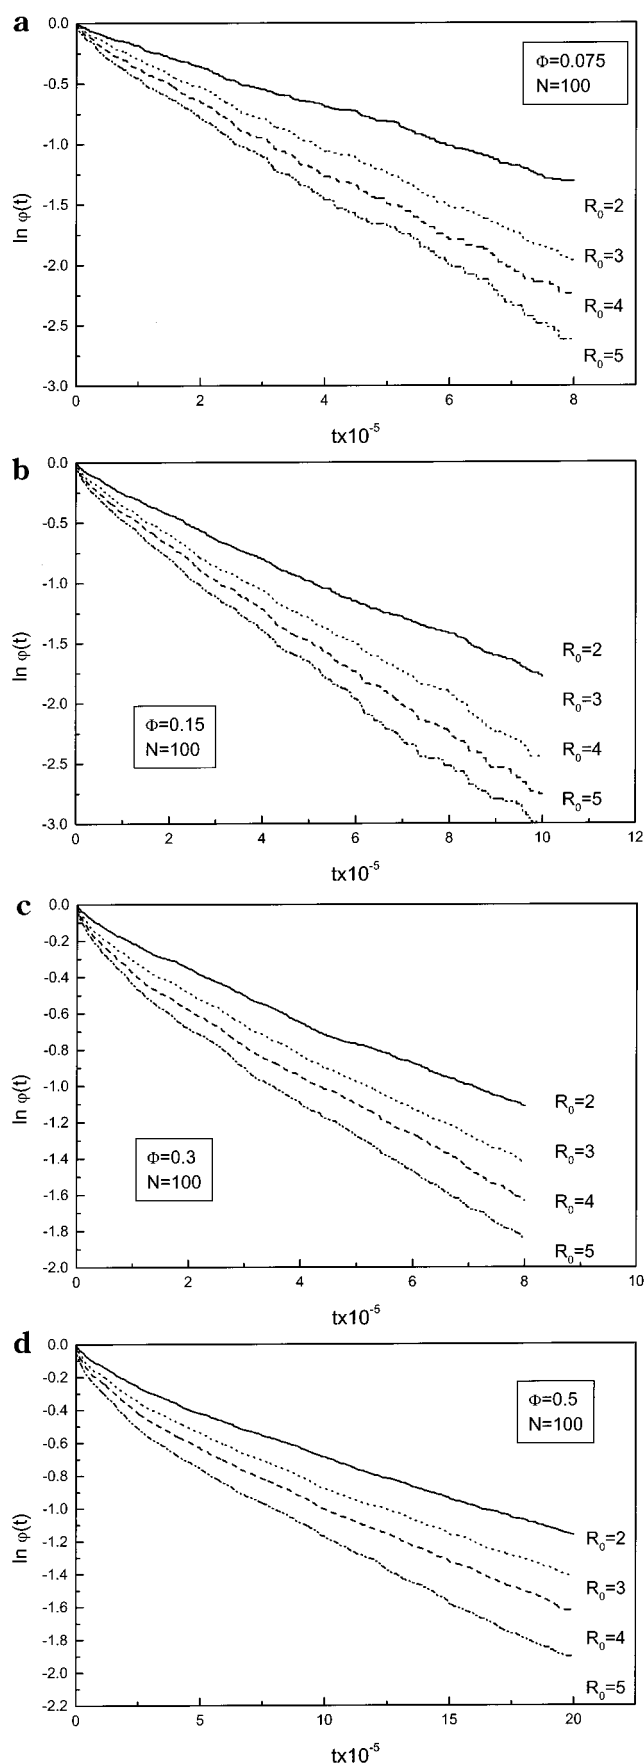 a
0.0
-0.5
-1.0
-1.5
-2.0
-2.5
-3.0
ln φ(t)
Φ=0.075
N=100
R₀=2
R₀=3
R₀=4
R₀=5
0 2 4 6 8
tx10⁻⁵
b
0.0
-0.5
-1.0
-1.5
-2.0
-2.5
-3.0
ln φ(t)
Φ=0.15
N=100
R₀=2
R₀=3
R₀=4
R₀=5
0 2 4 6 8 10 12
tx10⁻⁵
c
0.0
-0.2
-0.4
-0.6
-0.8
-1.0
-1.2
-1.4
-1.6
-1.8
-2.0
ln φ(t)
Φ=0.3
N=100
R₀=2
R₀=3
R₀=4
R₀=5
0 2 4 6 8 10
tx10⁻⁵
d
0.0
-0.2
-0.4
-0.6
-0.8
-1.0
-1.2
-1.4
-1.6
-1.8
-2.0
-2.2
ln φ(t)
Φ=0.5
N=100
R₀=2
R₀=3
R₀=4
R₀=5
0 5 10 15 20
tx10⁻⁵